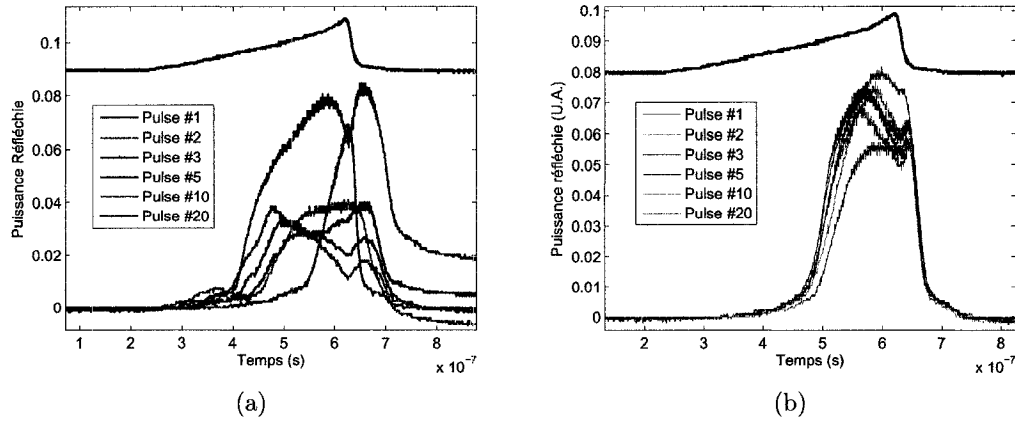 0.1
0.08
0.06
0.04
0.02
0
Puissance Réfléchie
Pulse #1
Pulse #2
Pulse #3
Pulse #5
Pulse #10
Pulse #20
1 2 3 4 5 6 7 8
Temps (s)
x 10⁻⁷
(a)
0.1
0.09
0.08
0.07
0.06
0.05
0.04
0.03
0.02
0.01
0
Puissance réfléchie (U.A.)
Pulse #1
Pulse #2
Pulse #3
Pulse #5
Pulse #10
Pulse #20
2 3 4 5 6 7 8
Temps (s)
x 10⁻⁷
(b)